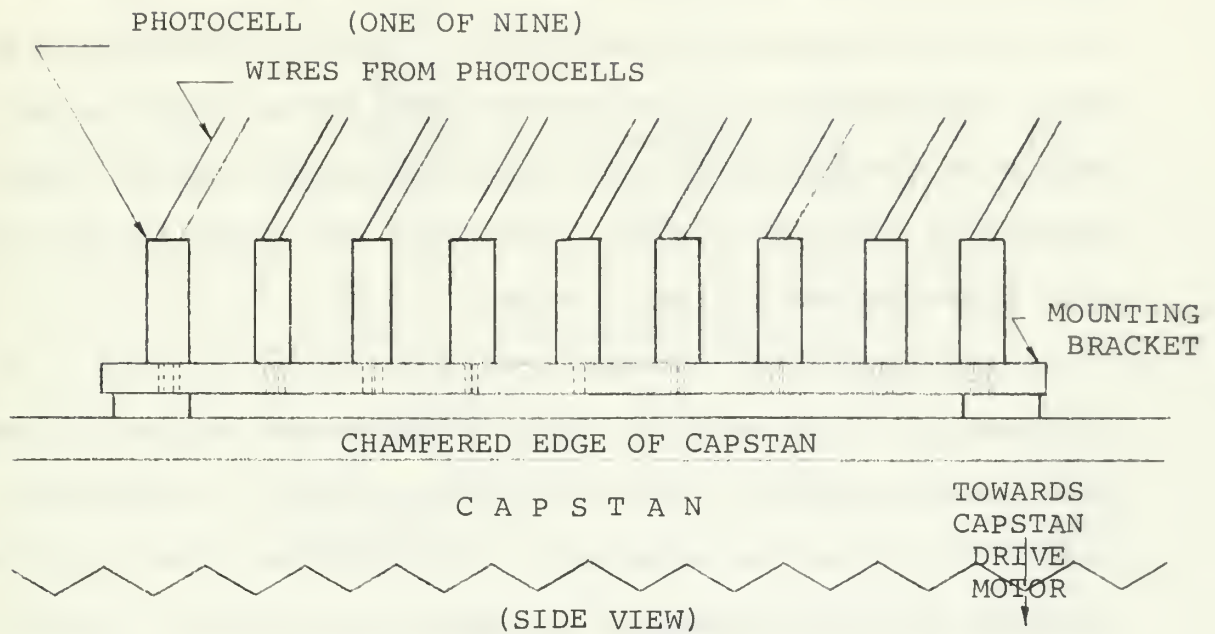 PHOTOCELL (ONE OF NINE)
WIRES FROM PHOTOCELLS
MOUNTING
BRACKET
CHAMFERED EDGE OF CAPSTAN
C A P S T A N
TOWARDS
CAPSTAN
DRIVE
MOTOR
(SIDE VIEW)